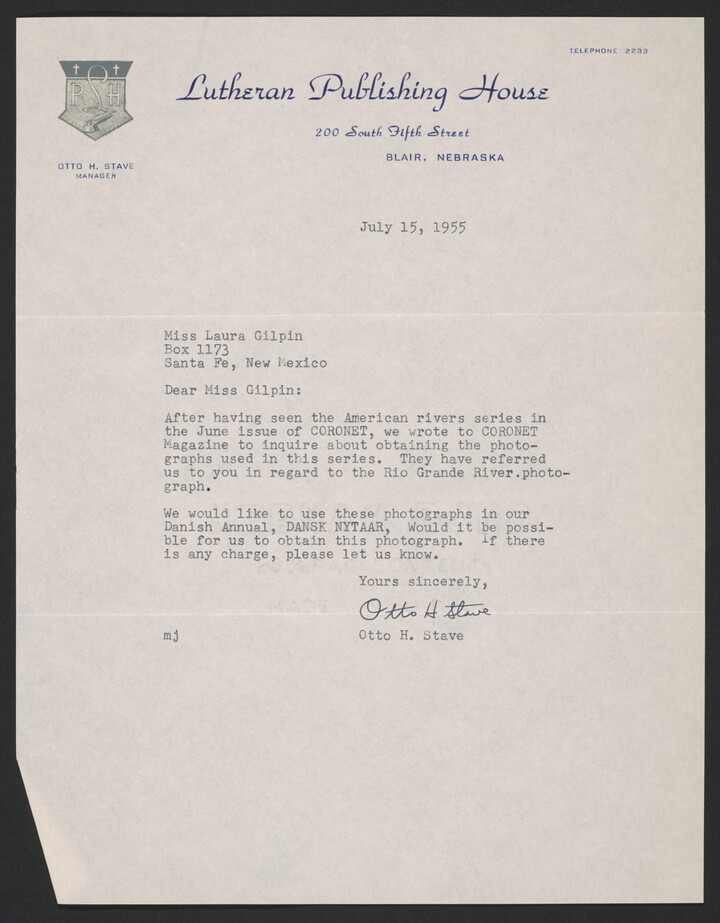 TELEPHONE 2233
P S H
Lutheran Publishing House
200 South Fifth Street
BLAIR, NEBRASKA
OTTO H. STAVE
MANAGER
July 15, 1955
Miss Laura Gilpin
Box 1173
Santa Fe, New Mexico
Dear Miss Gilpin:
After having seen the American rivers series in
the June issue of CORONET, we wrote to CORONET
Magazine to inquire about obtaining the photo-
graphs used in this series. They have referred
us to you in regard to the Rio Grande River.photo-
graph.
We would like to use these photographs in our
Danish Annual, DANSK NYTAAR, Would it be possi-
ble for us to obtain this photograph. If there
is any charge, please let us know.
Yours sincerely,
Otto H Stave
mj Otto H. Stave